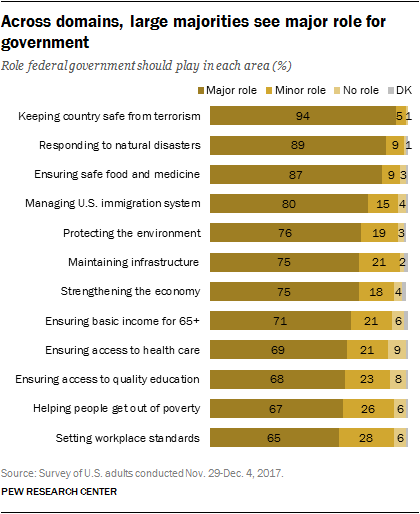 Across domains, large majorities see major role for
government
Role federal government should play in each area (%)
Major role Minor role No role DK
Keeping country safe from terrorism 94 5 1
Responding to natural disasters 89 9 1
Ensuring safe food and medicine 87 9 3
Managing U.S. immigration system 80 15 4
Protecting the environment 76 19 3
Maintaining infrastructure 75 21 2
Strengthening the economy 75 18 4
Ensuring basic income for 65+ 71 21 6
Ensuring access to health care 69 21 9
Ensuring access to quality education 68 23 8
Helping people get out of poverty 67 26 6
Setting workplace standards 65 28 6
Source: Survey of U.S. adults conducted Nov. 29-Dec. 4, 2017.
PEW RESEARCH CENTER